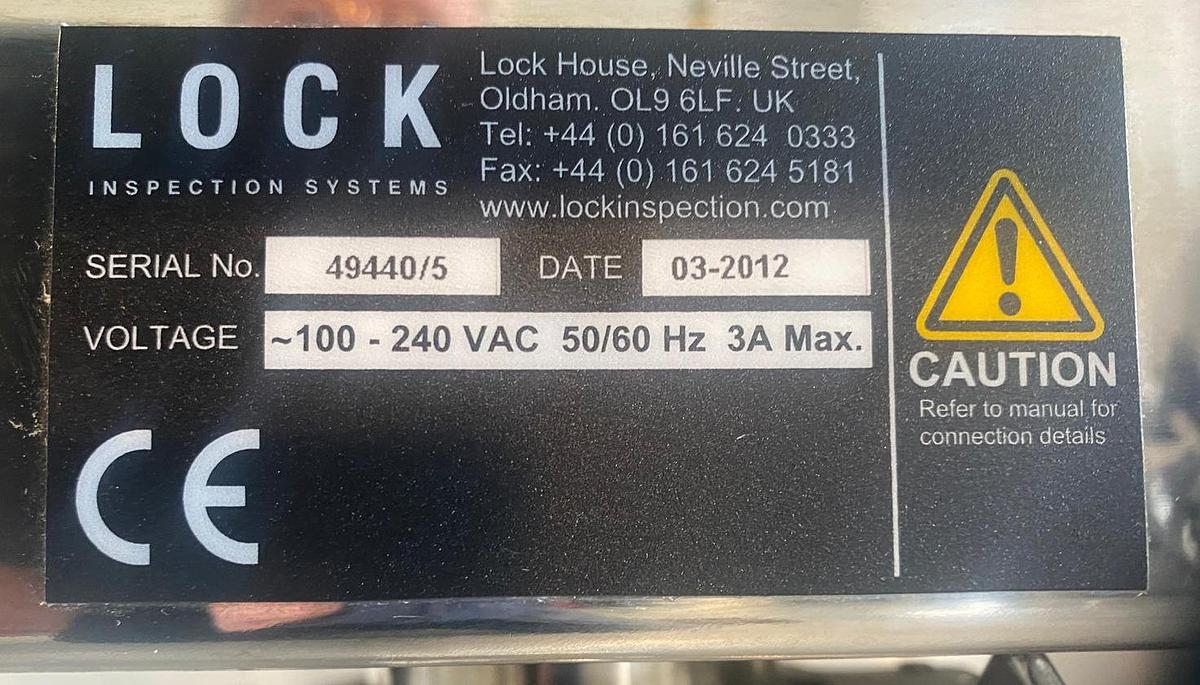 LOCK
INSPECTION SYSTEMS
Lock House, Neville Street,
Oldham. OL9 6LF. UK
Tel: +44 (0) 161 624 0333
Fax: +44 (0) 161 624 5181
www.lockinspection.com
SERIAL No. 49440/5 DATE 03-2012
VOLTAGE ~100 - 240 VAC 50/60 Hz 3A Max.
CE
CAUTION
Refer to manual for
connection details